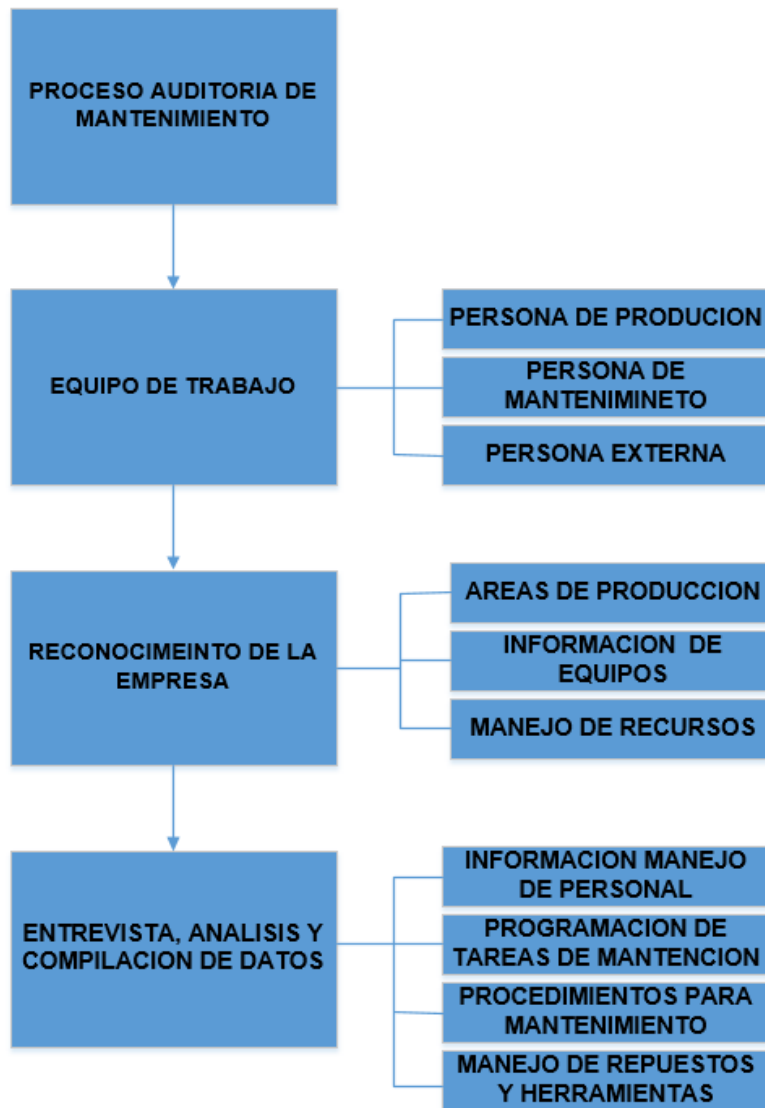 PROCESO AUDITORIA DE
MANTENIMIENTO
EQUIPO DE TRABAJO
PERSONA DE PRODUCION
PERSONA DE
MANTENIMINETO
PERSONA EXTERNA
RECONOCIMEINTO DE LA
EMPRESA
AREAS DE PRODUCCION
INFORMACION DE
EQUIPOS
MANEJO DE RECURSOS
ENTREVISTA, ANALISIS Y
COMPILACION DE DATOS
INFORMACION MANEJO
DE PERSONAL
PROGRAMACION DE
TAREAS DE MANTENCION
PROCEDIMIENTOS PARA
MANTENIMIENTO
MANEJO DE REPUESTOS
Y HERRAMIENTAS